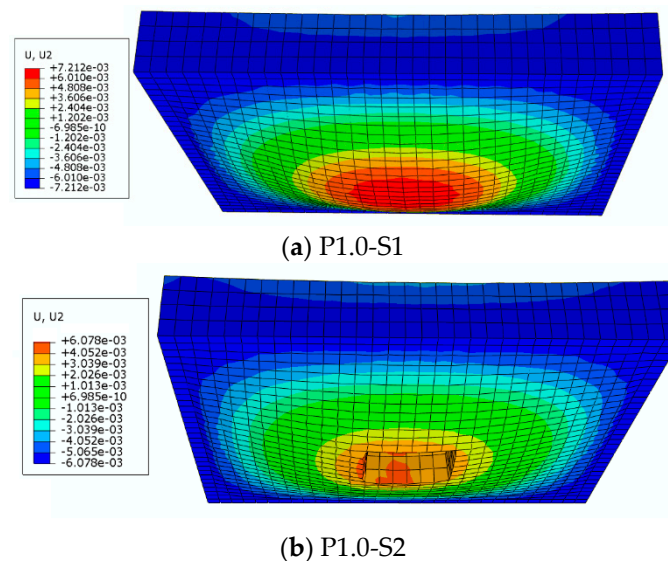 U, U2
+7.212e-03
+6.010e-03
+4.808e-03
+3.606e-03
+2.404e-03
+1.202e-03
-6.985e-10
-1.202e-03
-2.404e-03
-3.606e-03
-4.808e-03
-6.010e-03
-7.212e-03
(a) P1.0-S1
U, U2
+6.078e-03
+4.052e-03
+3.039e-03
+2.026e-03
+1.013e-03
+6.985e-10
-1.013e-03
-2.026e-03
-3.039e-03
-4.052e-03
-5.065e-03
-6.078e-03
(b) P1.0-S2